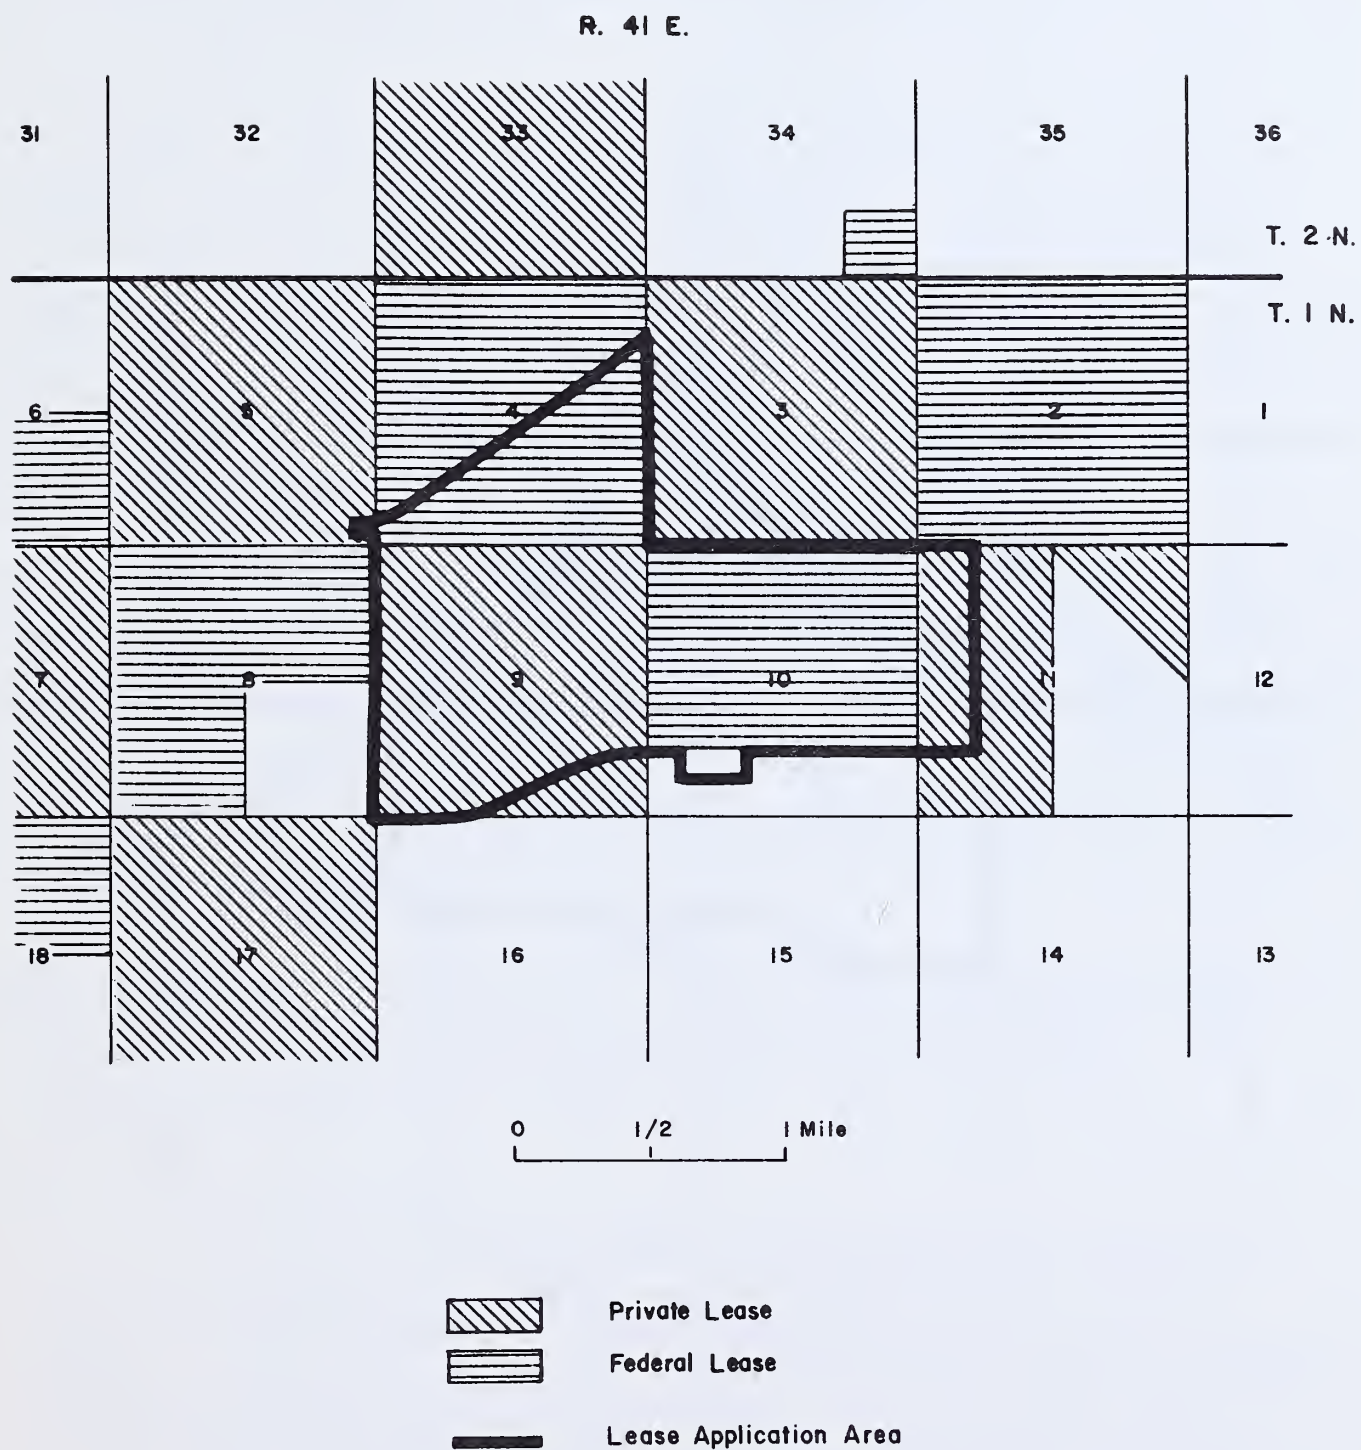 R. 41 E.
31 32 33 34 35 36
T. 2 N.
T. 1 N.
6 5 4 3 2 1
7 8 9 10 11 12
18 17 16 15 14 13
0 1/2 1 Mile
Private Lease
Federal Lease
Lease Application Area